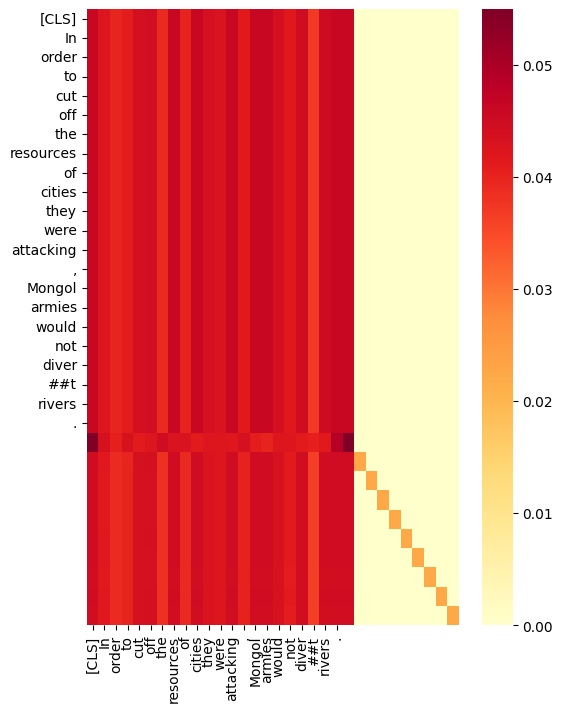 [CLS]
In
order
to
cut
off
the
resources
of
cities
they
were
attacking
,
Mongol
armies
would
not
diver
##t
rivers
.
0.05
0.04
0.03
0.02
0.01
0.00
[CLS]
In
order
to
cut
off
the
resources
of
cities
they
were
attacking
,
Mongol
armies
would
not
diver
##t
rivers
.